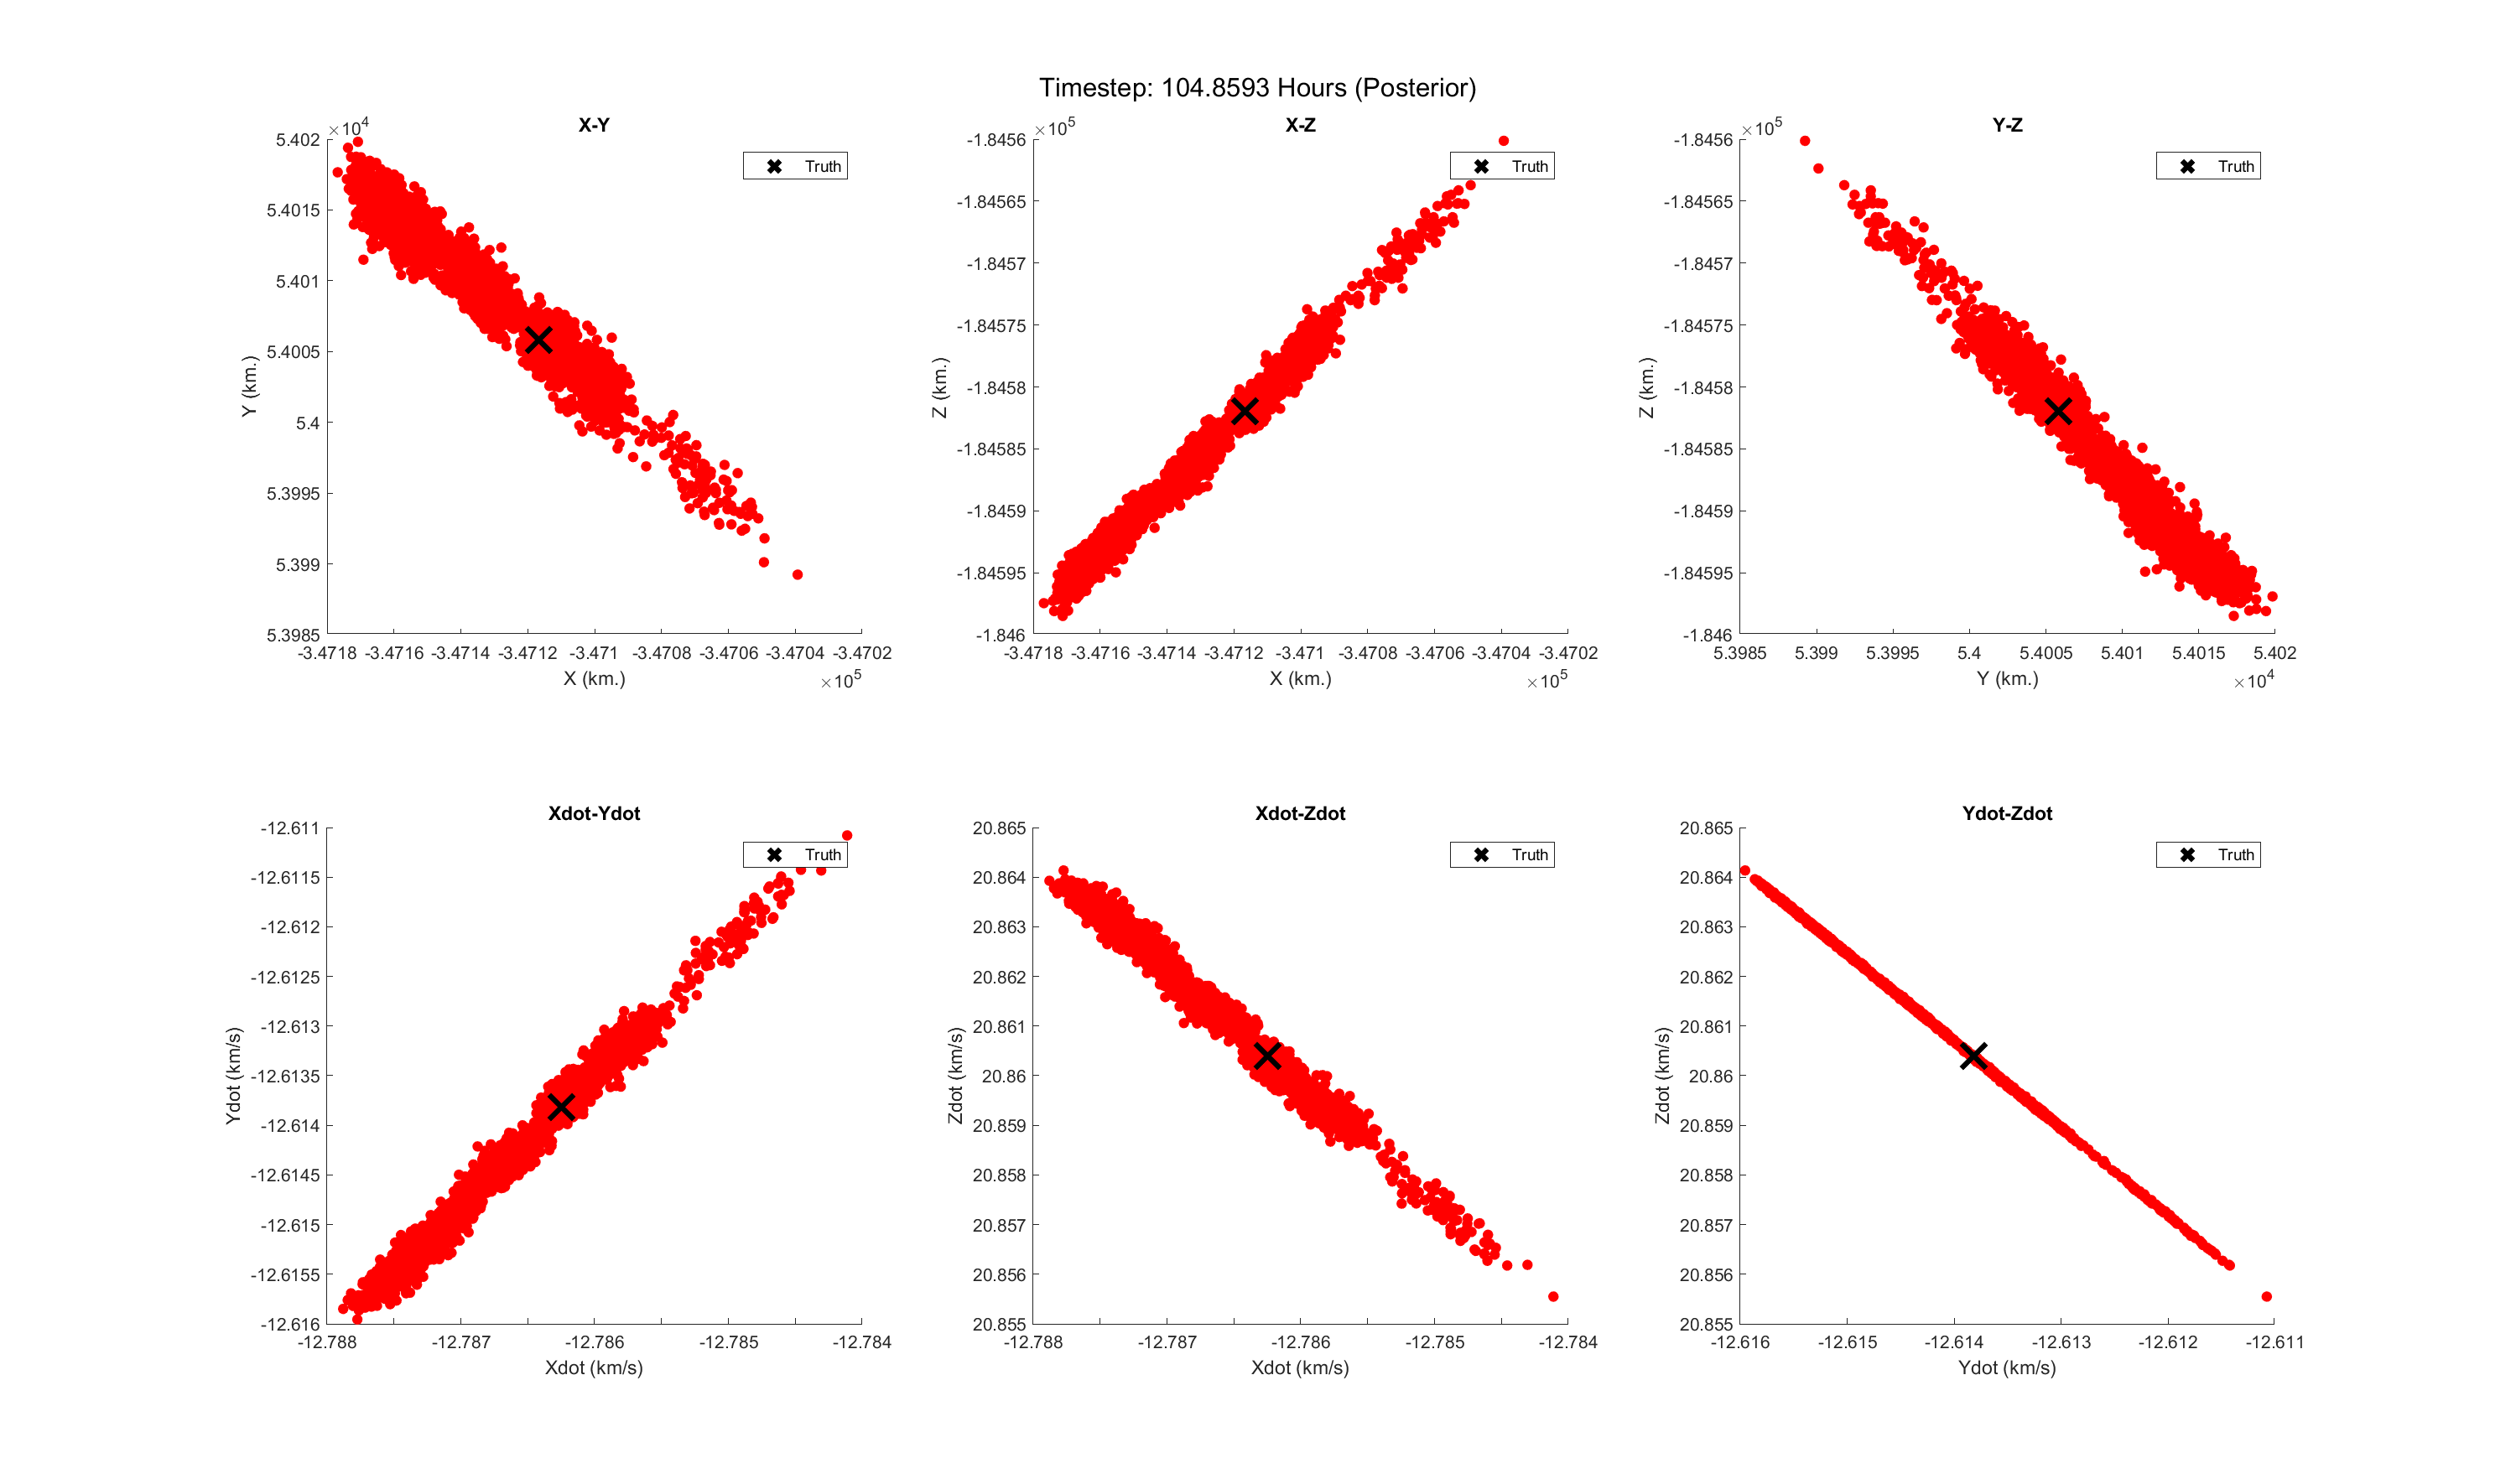 Timestep: 104.8593 Hours (Posterior)
X-Y
×10⁴
5.402
5.4015
5.401
5.4005
5.4
5.3995
5.399
5.3985
Y (km.)
Truth
-3.4718 -3.4716 -3.4714 -3.4712 -3.471 -3.4708 -3.4706 -3.4704 -3.4702
X (km.)
×10⁵
X-Z
×10⁵
-1.8456
-1.84565
-1.8457
-1.84575
-1.8458
-1.84585
-1.8459
-1.84595
-1.846
Z (km.)
Truth
-3.4718 -3.4716 -3.4714 -3.4712 -3.471 -3.4708 -3.4706 -3.4704 -3.4702
X (km.)
×10⁵
Y-Z
×10⁵
-1.8456
-1.84565
-1.8457
-1.84575
-1.8458
-1.84585
-1.8459
-1.84595
-1.846
Z (km.)
Truth
5.3985 5.399 5.3995 5.4 5.4005 5.401 5.4015 5.402
Y (km.)
×10⁴
Xdot-Ydot
-12.611
-12.6115
-12.612
-12.6125
-12.613
-12.6135
-12.614
-12.6145
-12.615
-12.6155
-12.616
Ydot (km/s)
Truth
-12.788 -12.787 -12.786 -12.785 -12.784
Xdot (km/s)
Xdot-Zdot
20.865
20.864
20.863
20.862
20.861
20.86
20.859
20.858
20.857
20.856
20.855
Zdot (km/s)
Truth
-12.788 -12.787 -12.786 -12.785 -12.784
Xdot (km/s)
Ydot-Zdot
20.865
20.864
20.863
20.862
20.861
20.86
20.859
20.858
20.857
20.856
20.855
Zdot (km/s)
Truth
-12.616 -12.615 -12.614 -12.613 -12.612 -12.611
Ydot (km/s)